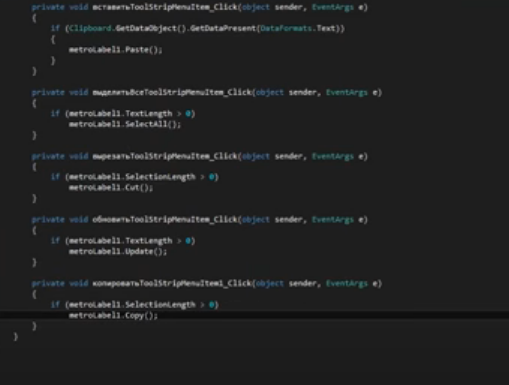 private void вставитьToolStripMenuItem_Click(object sender, EventArgs e)
{
if (Clipboard.GetDataObject().GetDataPresent(DataFormats.Text))
{
metroLabel1.Paste();
}
}
private void выделитьВсеToolStripMenuItem_Click(object sender, EventArgs e)
{
if (metroLabel1.TextLength > 0)
metroLabel1.SelectAll();
}
private void вырезатьToolStripMenuItem_Click(object sender, EventArgs e)
{
if (metroLabel1.SelectionLength > 0)
metroLabel1.Cut();
}
private void обновитьToolStripMenuItem_Click(object sender, EventArgs e)
{
if (metroLabel1.TextLength > 0)
metroLabel1.Update();
}
private void копироватьToolStripMenuItem1_Click(object sender, EventArgs e)
{
if (metroLabel1.SelectionLength > 0)
metroLabel1.Copy();
}
}